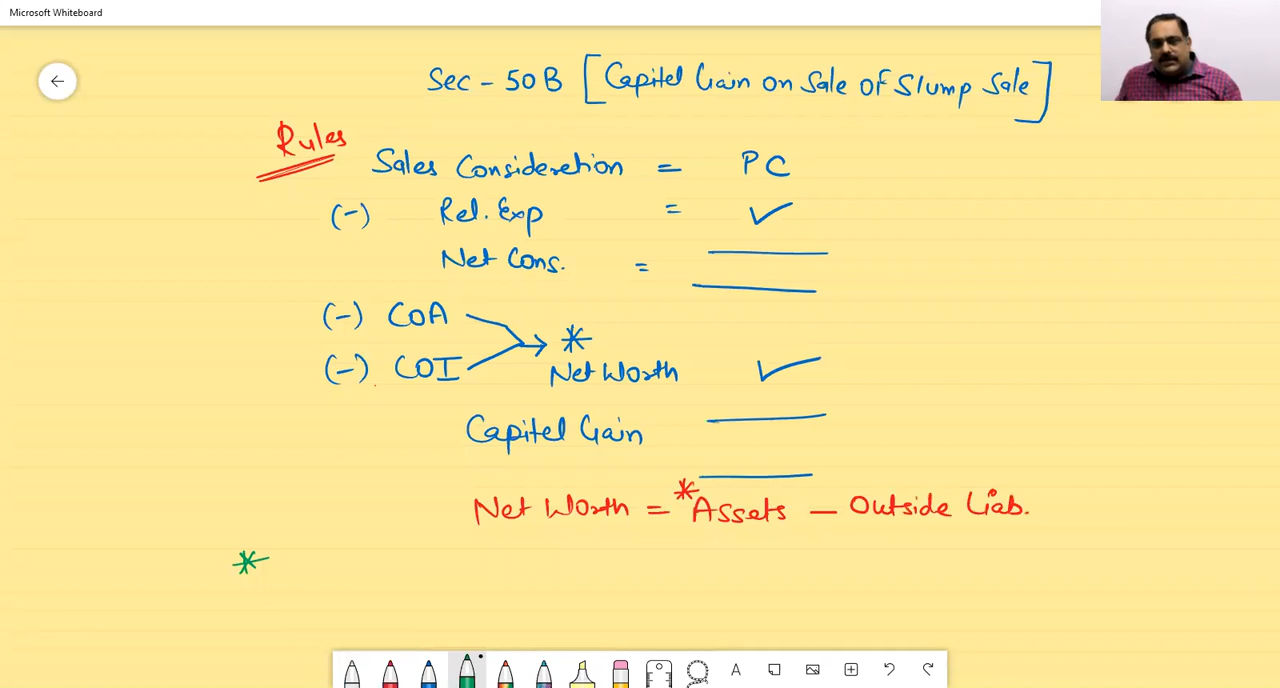 Microsoft Whiteboard
Sec - 50B [Capital Gain on Sale of Slump Sale]
Rules
Sales Consideration = PC
(-) Rel. Exp = ✓
Net Cons. =
(-) COA
(-) COI
*
Net Worth ✓
Capital Gain
Net Worth = *Assets - Outside Liab.
*
A